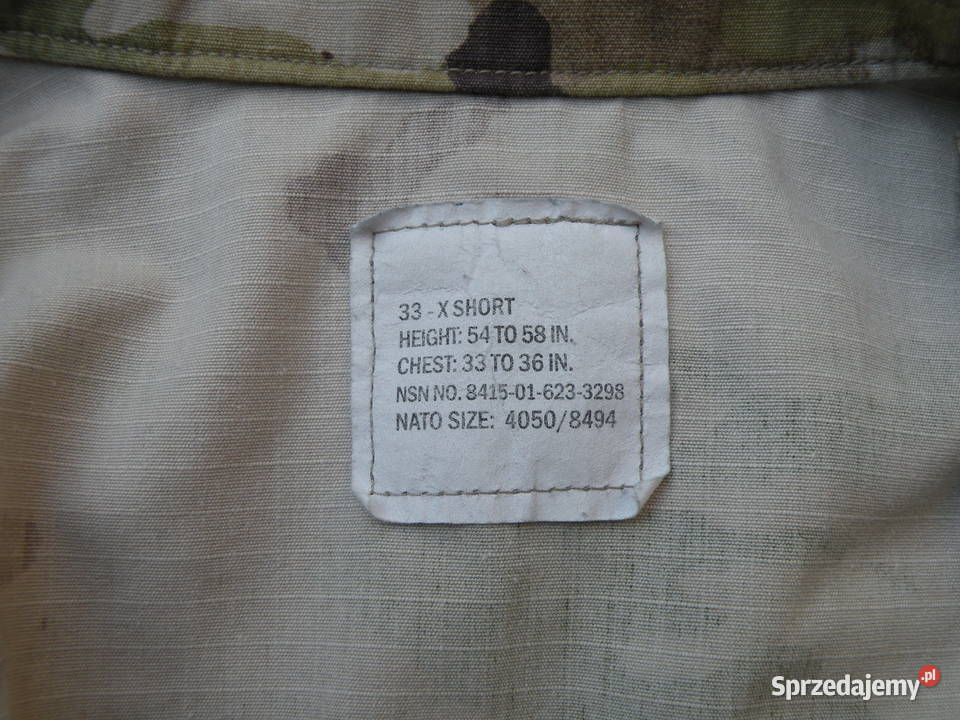 33 - X SHORT
HEIGHT: 54 TO 58 IN.
CHEST: 33 TO 36 IN.
NSN NO. 8415-01-623-3298
NATO SIZE: 4050/8494
Sprzedajemy.pl